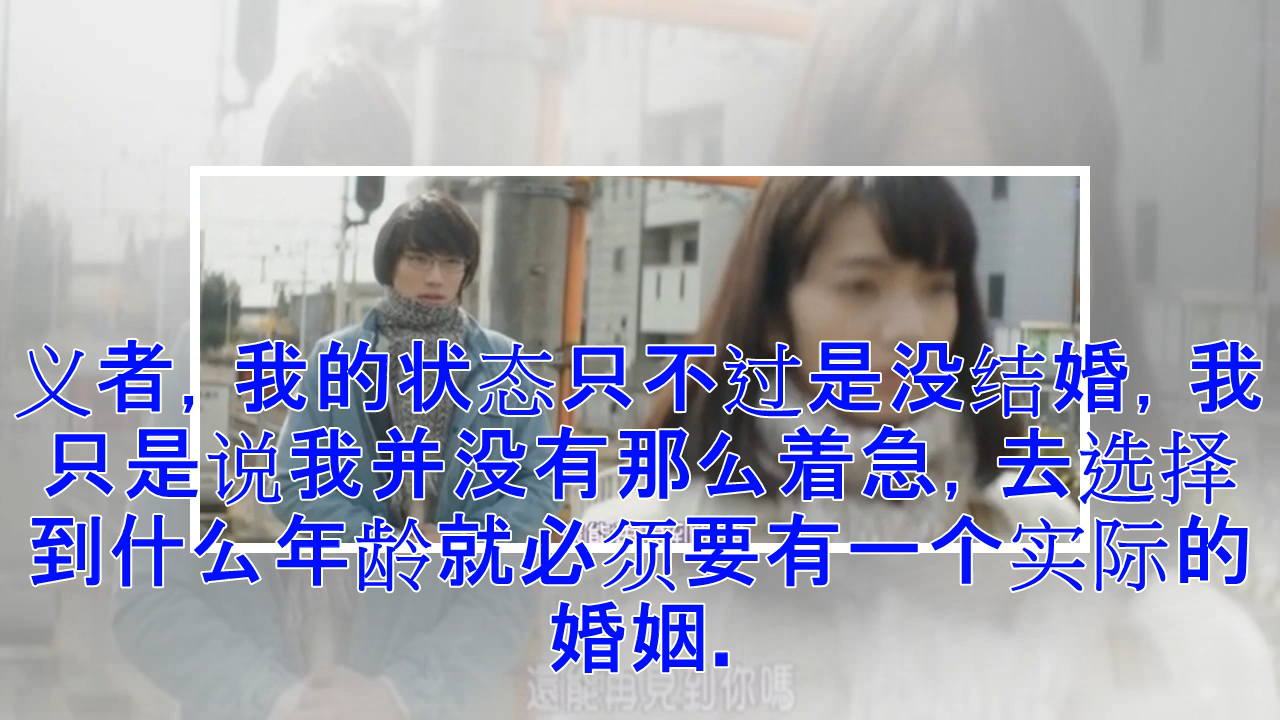 义者, 我的状态只不过是没结婚, 我
只是说我并没有那么着急, 去选择
到什么年龄就必须要有一个实际的
婚姻.
還能再見到你嗎